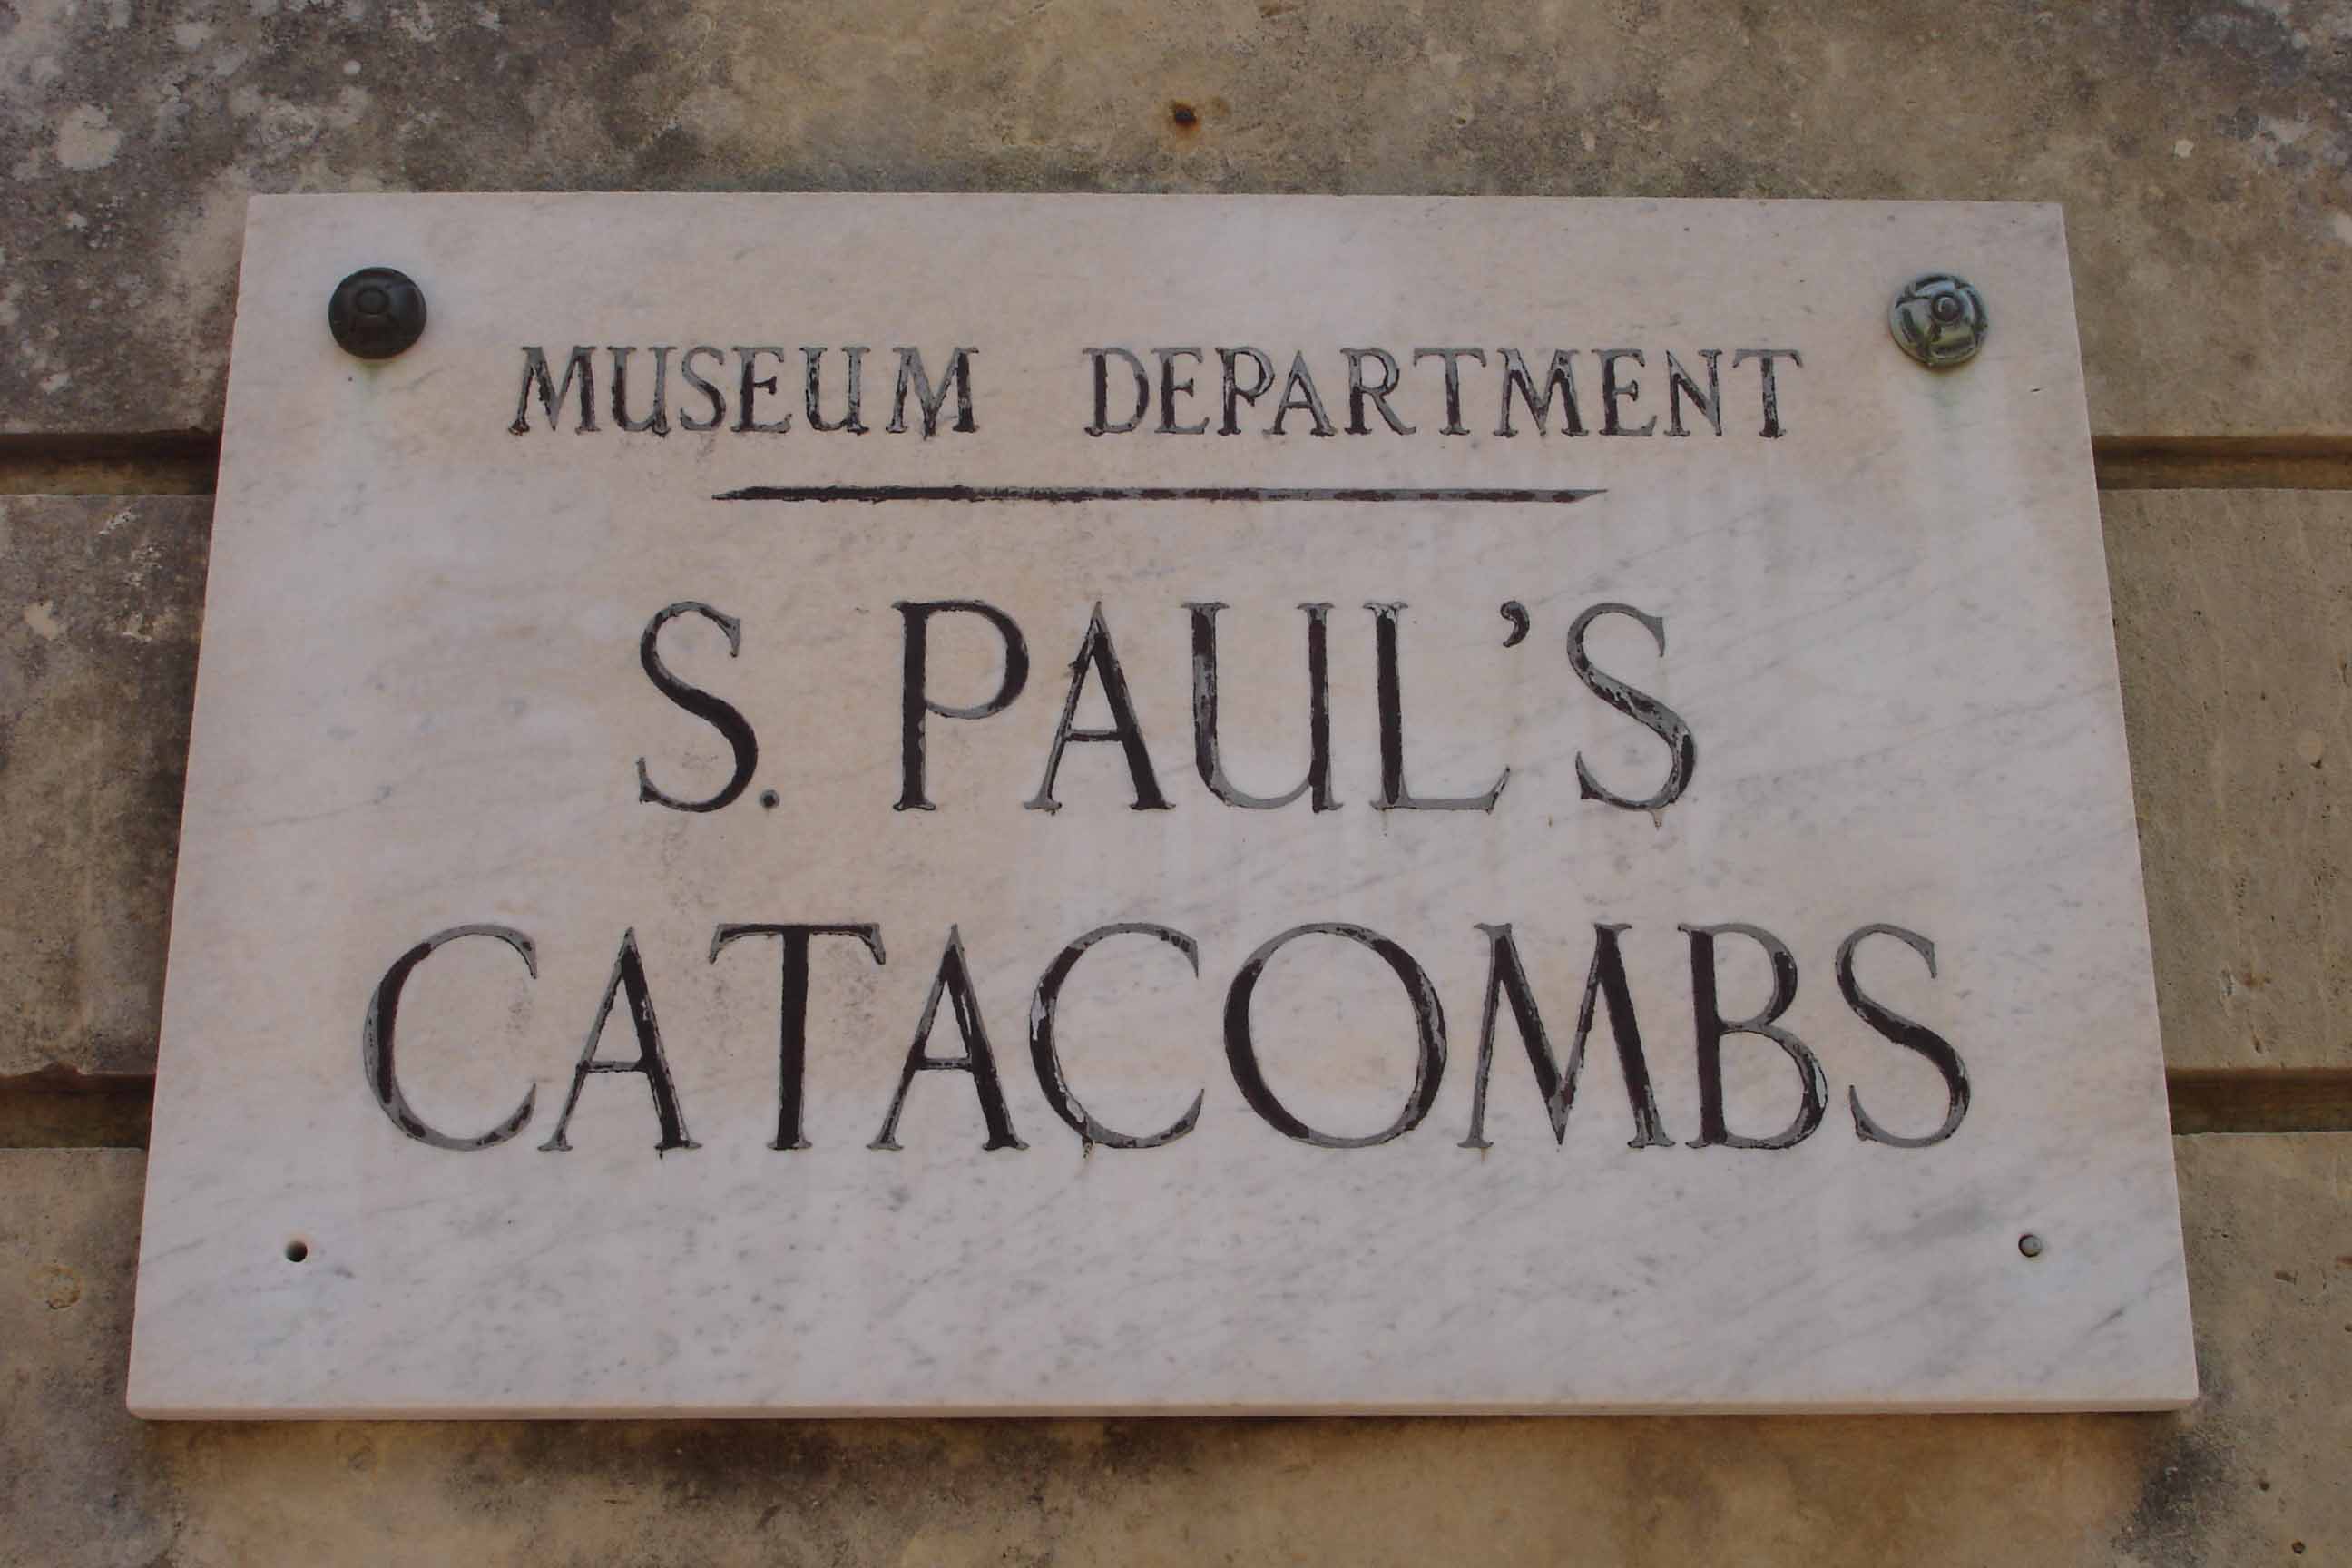 MUSEUM DEPARTMENT
S. PAUL'S
CATACOMBS